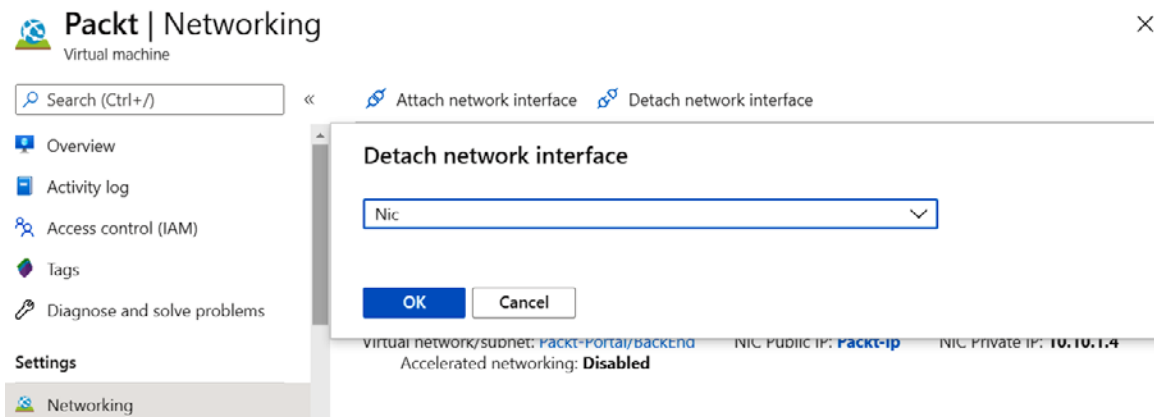 Packt | Networking
Virtual machine
Search (Ctrl+/)
«
Attach network interface
Detach network interface
Overview
Activity log
Access control (IAM)
Tags
Diagnose and solve problems
Settings
Networking
Detach network interface
Nic
OK
Cancel
Virtual network/subnet: Packt-Portal/BackEnd
NIC Public IP: Packt-ip
NIC Private IP: 10.10.1.4
Accelerated networking: Disabled